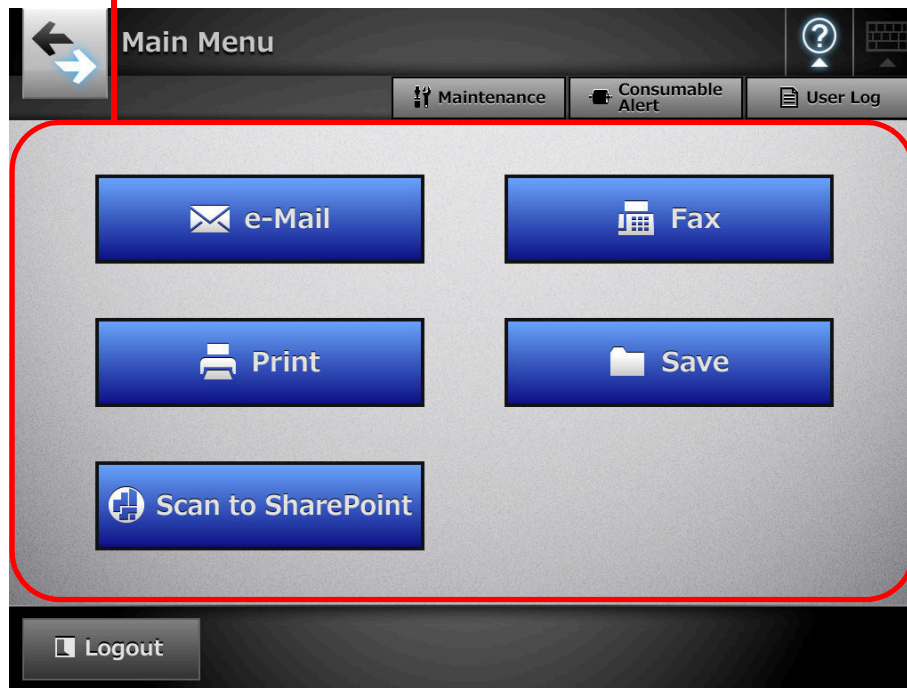 Main Menu
?
Maintenance
Consumable
Alert
User Log
e-Mail
Fax
Print
Save
Scan to SharePoint
Logout